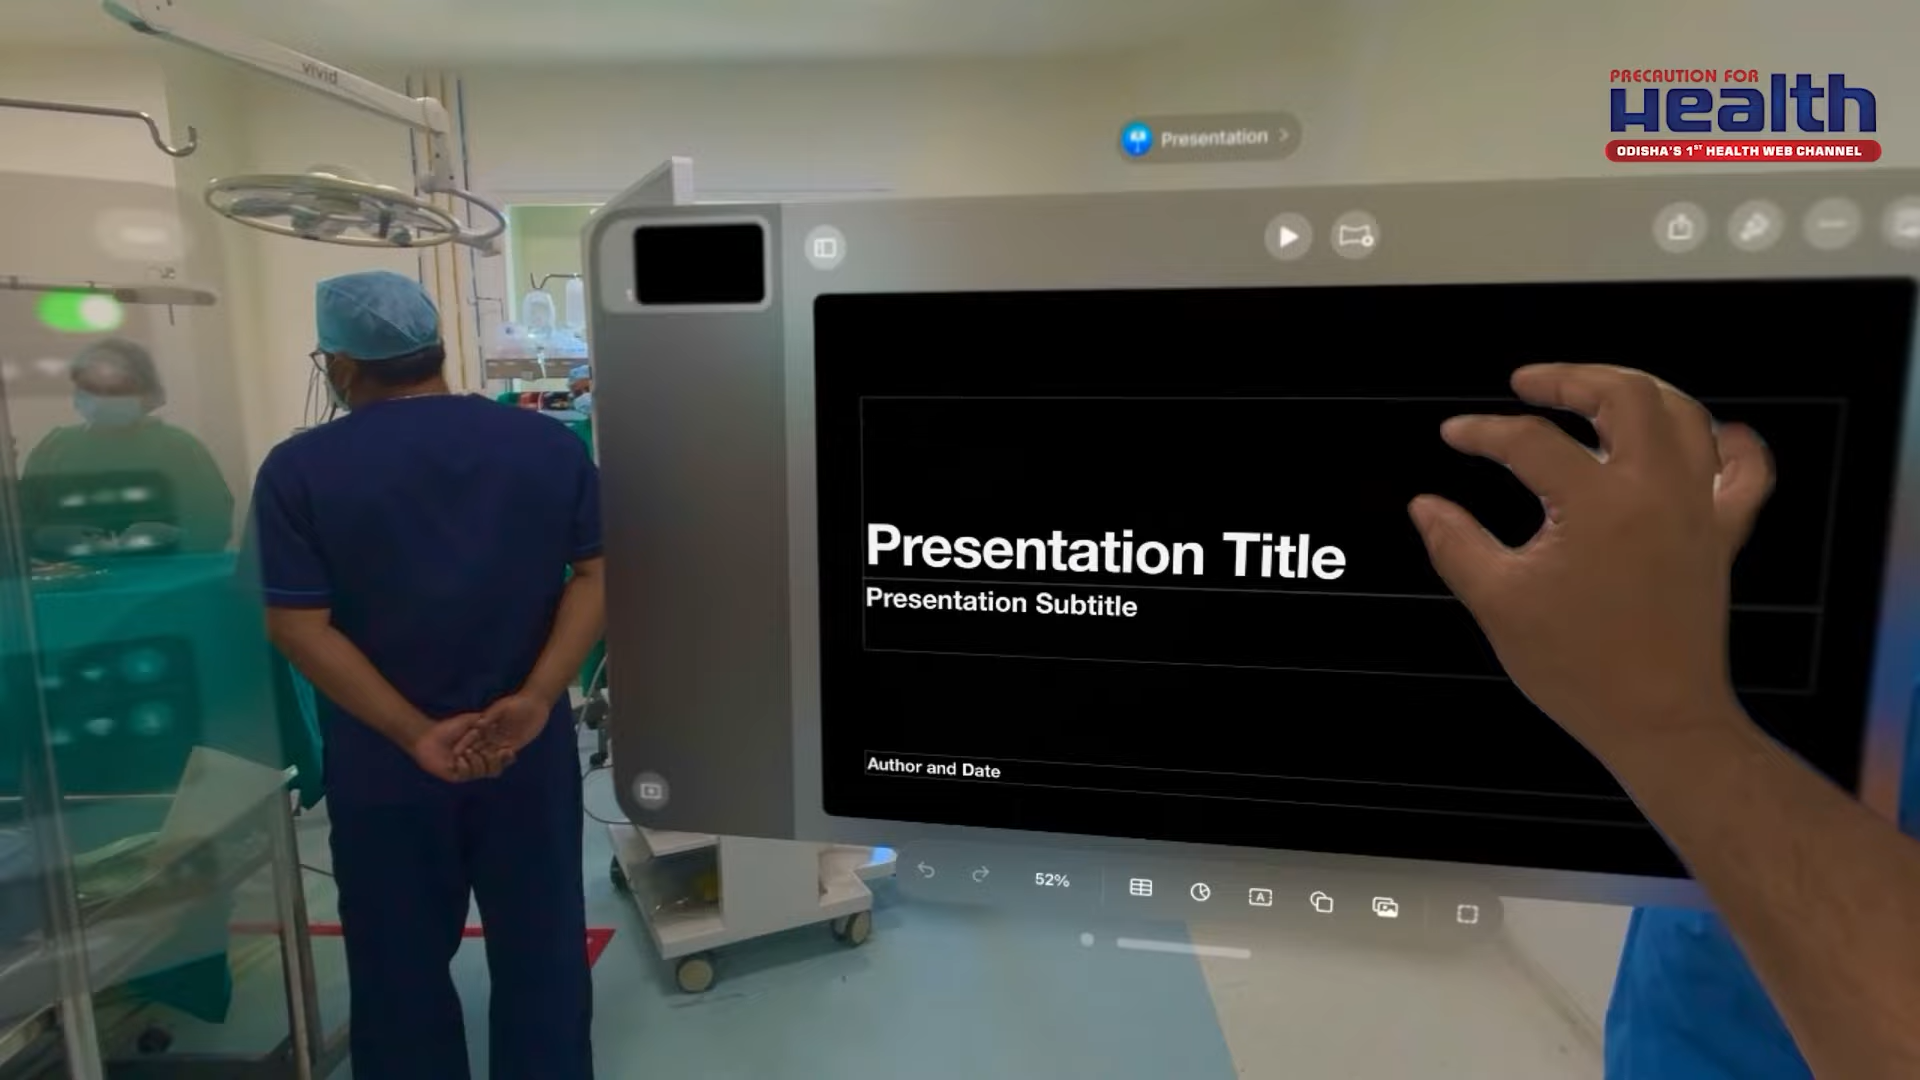 vivid
PRECAUTION FOR
Health
ODISHA'S 1ST HEALTH WEB CHANNEL
Presentation >
Presentation Title
Presentation Subtitle
Author and Date
52%
A